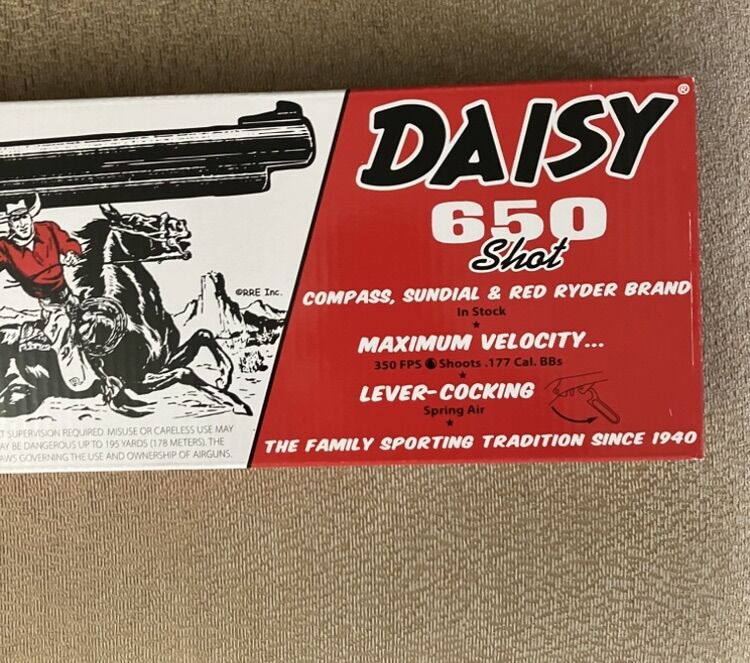 DAISY®
650
Shot
©RRE Inc.
COMPASS, SUNDIAL & RED RYDER BRAND
In Stock
MAXIMUM VELOCITY...
350 FPS Shoots .177 Cal. BBs
LEVER-COCKING
Spring Air
THE FAMILY SPORTING TRADITION SINCE 1940
SUPERVISION REQUIRED. MISUSE OR CARELESS USE MAY
BE DANGEROUS UP TO 195 YARDS (178 METERS). THE
GOVERNING THE USE AND OWNERSHIP OF AIRGUNS.